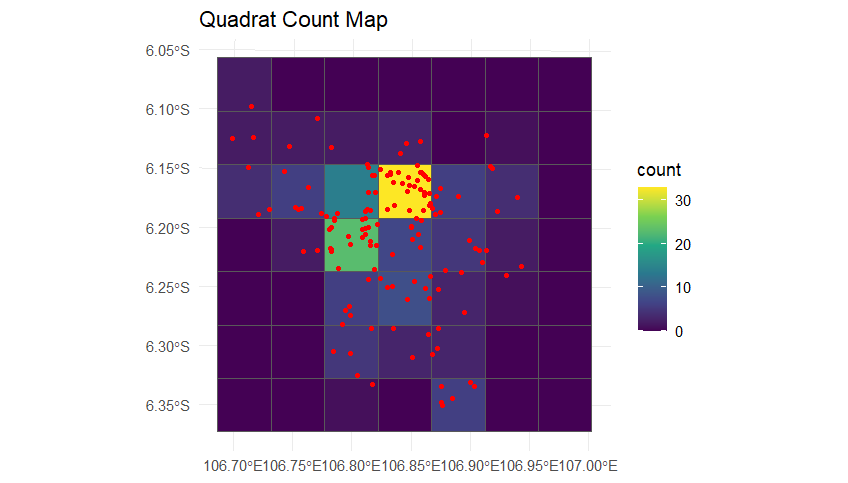 Quadrat Count Map
6.05°S
6.10°S
6.15°S
6.20°S
6.25°S
6.30°S
6.35°S
106.70°E106.75°E106.80°E106.85°E106.90°E106.95°E107.00°E
count
30
20
10
0